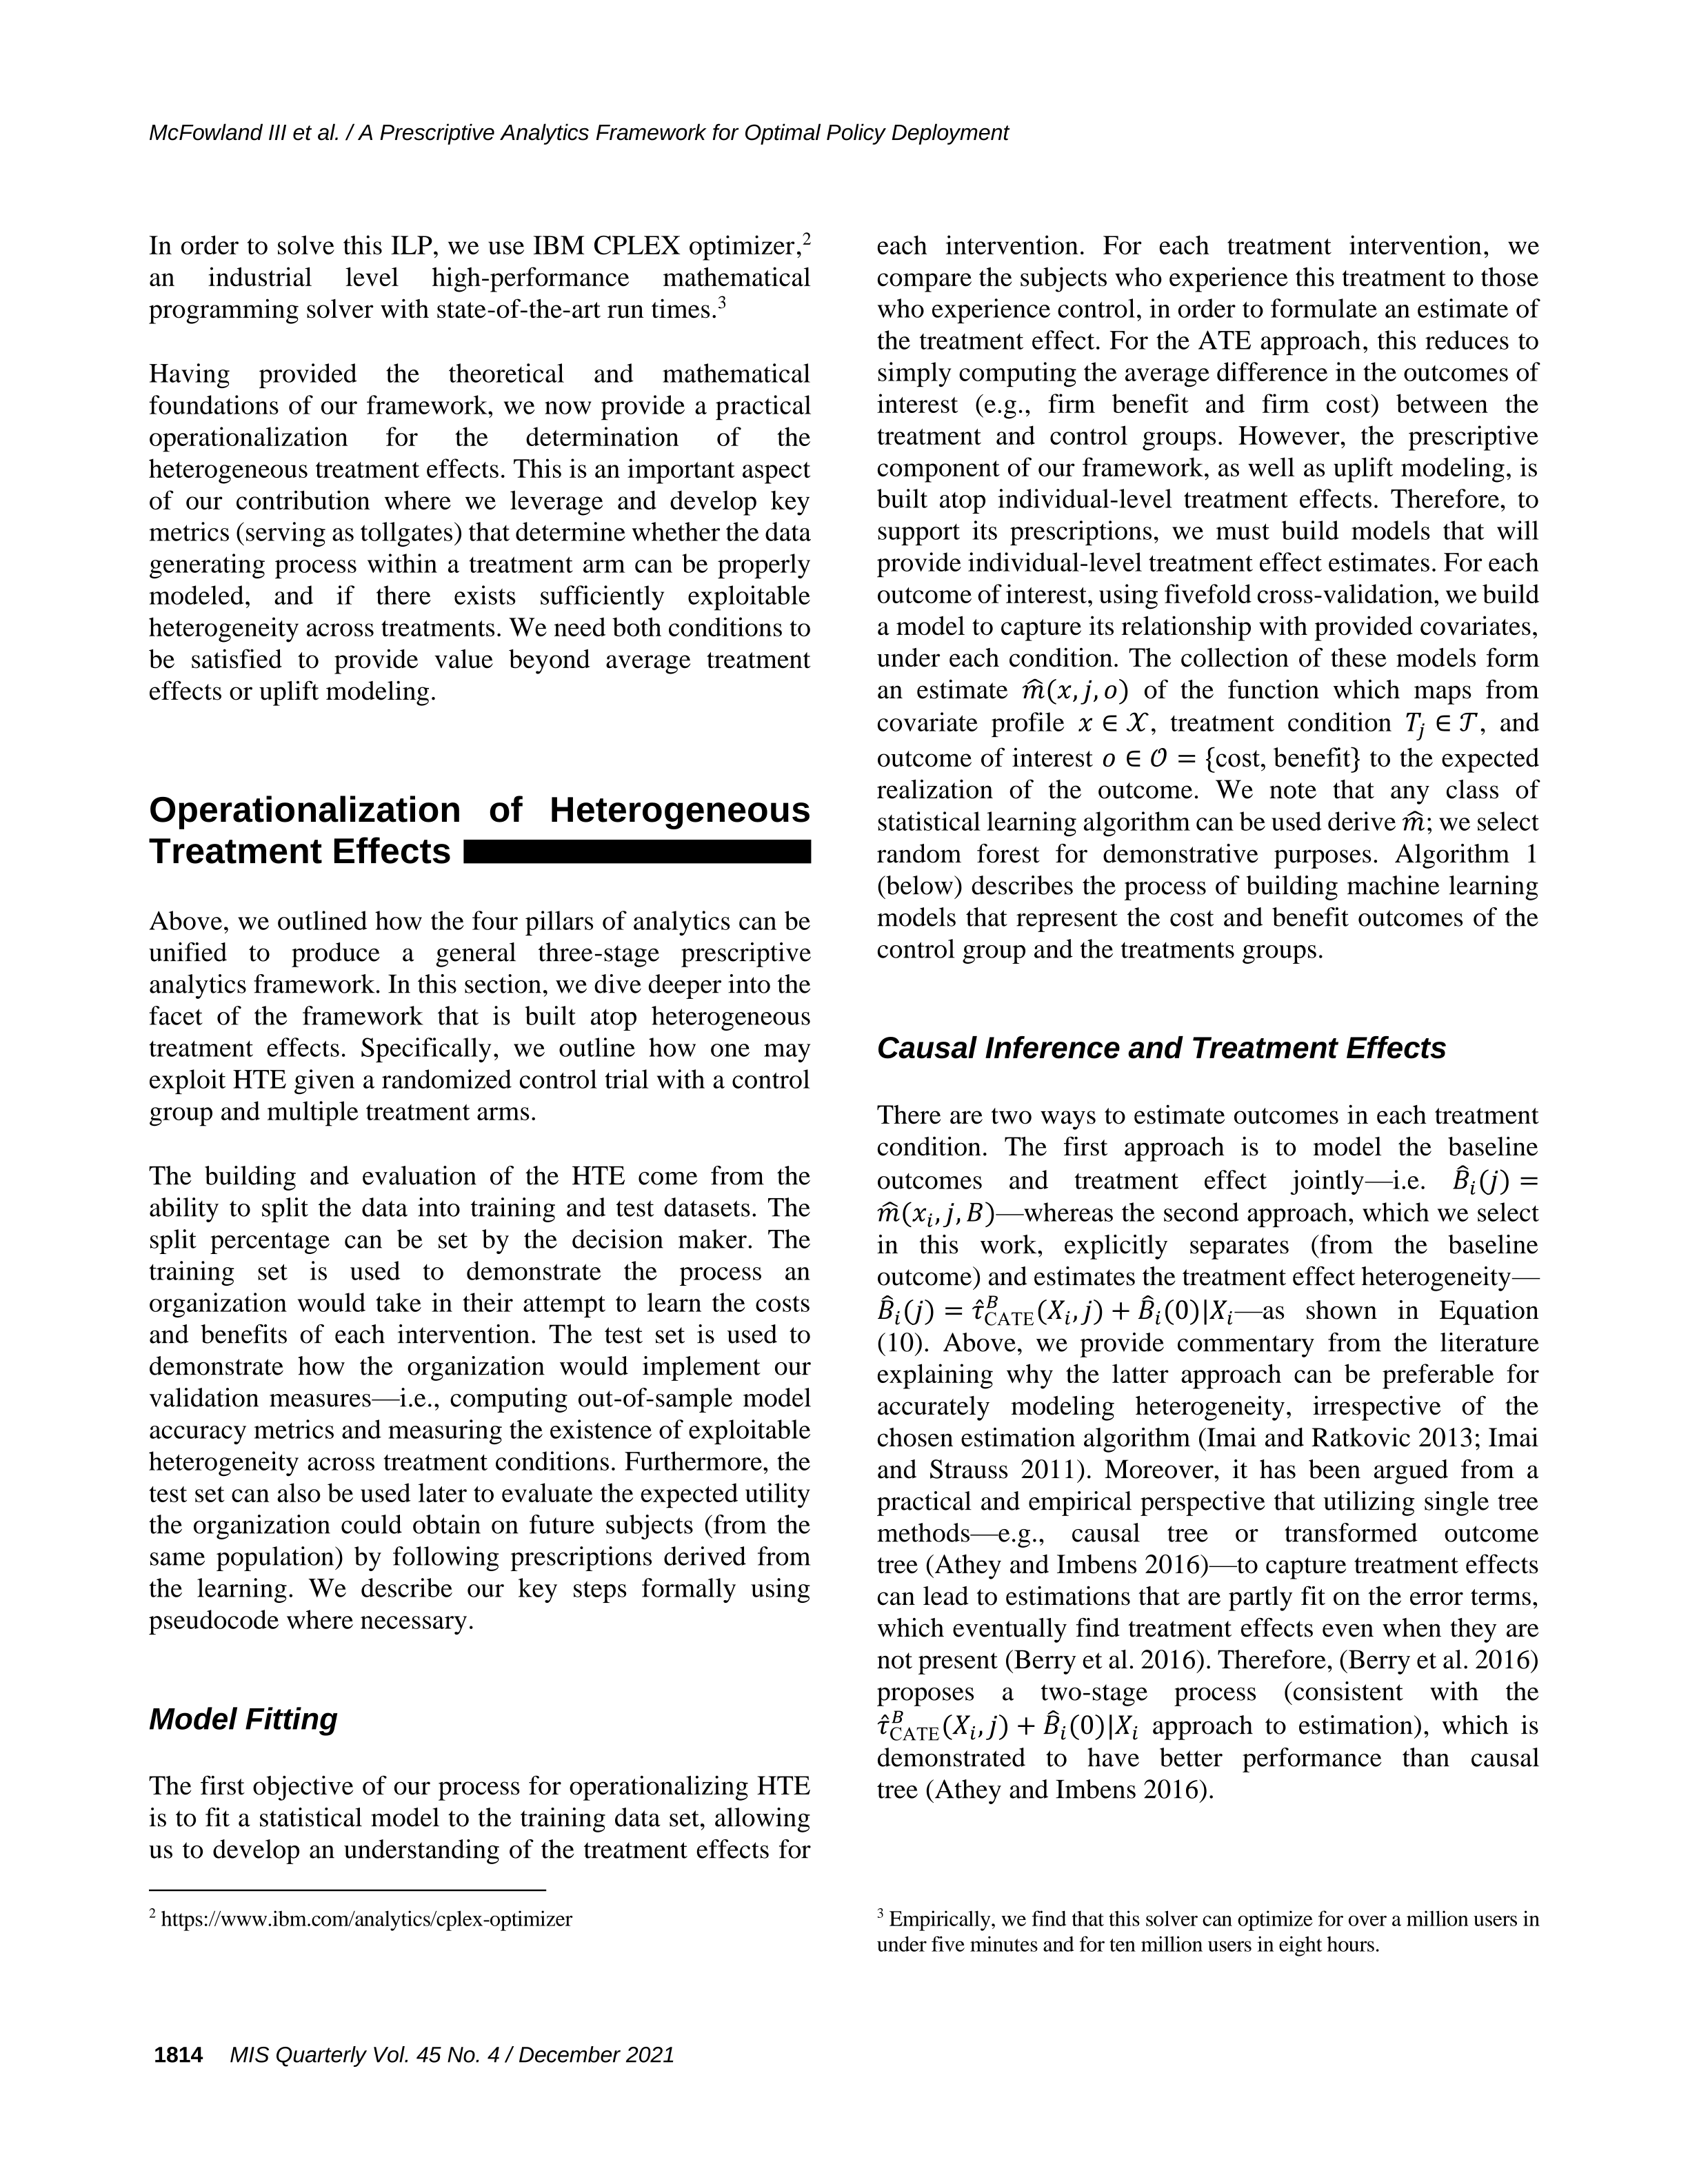 McFowland III et al. / A Prescriptive Analytics Framework for Optimal Policy Deployment
In order to solve this ILP, we use IBM CPLEX optimizer,²
an industrial level high-performance mathematical
programming solver with state-of-the-art run times.³
Having provided the theoretical and mathematical
foundations of our framework, we now provide a practical
operationalization for the determination of the
heterogeneous treatment effects. This is an important aspect
of our contribution where we leverage and develop key
metrics (serving as tollgates) that determine whether the data
generating process within a treatment arm can be properly
modeled, and if there exists sufficiently exploitable
heterogeneity across treatments. We need both conditions to
be satisfied to provide value beyond average treatment
effects or uplift modeling.
Operationalization of Heterogeneous
Treatment Effects
Above, we outlined how the four pillars of analytics can be
unified to produce a general three-stage prescriptive
analytics framework. In this section, we dive deeper into the
facet of the framework that is built atop heterogeneous
treatment effects. Specifically, we outline how one may
exploit HTE given a randomized control trial with a control
group and multiple treatment arms.
The building and evaluation of the HTE come from the
ability to split the data into training and test datasets. The
split percentage can be set by the decision maker. The
training set is used to demonstrate the process an
organization would take in their attempt to learn the costs
and benefits of each intervention. The test set is used to
demonstrate how the organization would implement our
validation measures—i.e., computing out-of-sample model
accuracy metrics and measuring the existence of exploitable
heterogeneity across treatment conditions. Furthermore, the
test set can also be used later to evaluate the expected utility
the organization could obtain on future subjects (from the
same population) by following prescriptions derived from
the learning. We describe our key steps formally using
pseudocode where necessary.
Model Fitting
The first objective of our process for operationalizing HTE
is to fit a statistical model to the training data set, allowing
us to develop an understanding of the treatment effects for
² https://www.ibm.com/analytics/cplex-optimizer
each intervention. For each treatment intervention, we
compare the subjects who experience this treatment to those
who experience control, in order to formulate an estimate of
the treatment effect. For the ATE approach, this reduces to
simply computing the average difference in the outcomes of
interest (e.g., firm benefit and firm cost) between the
treatment and control groups. However, the prescriptive
component of our framework, as well as uplift modeling, is
built atop individual-level treatment effects. Therefore, to
support its prescriptions, we must build models that will
provide individual-level treatment effect estimates. For each
outcome of interest, using fivefold cross-validation, we build
a model to capture its relationship with provided covariates,
under each condition. The collection of these models form
an estimate m̂(x, j, o) of the function which maps from
covariate profile x ∈ 𝒳, treatment condition Tⱼ ∈ 𝒯, and
outcome of interest o ∈ 𝒪 = {cost, benefit} to the expected
realization of the outcome. We note that any class of
statistical learning algorithm can be used derive m̂; we select
random forest for demonstrative purposes. Algorithm 1
(below) describes the process of building machine learning
models that represent the cost and benefit outcomes of the
control group and the treatments groups.
Causal Inference and Treatment Effects
There are two ways to estimate outcomes in each treatment
condition. The first approach is to model the baseline
outcomes and treatment effect jointly—i.e. B̂ᵢ(j) =
m̂(xᵢ, j, B)—whereas the second approach, which we select
in this work, explicitly separates (from the baseline
outcome) and estimates the treatment effect heterogeneity—
B̂ᵢ(j) = τ̂ᴮ_CATE(Xᵢ, j) + B̂ᵢ(0)|Xᵢ—as shown in Equation
(10). Above, we provide commentary from the literature
explaining why the latter approach can be preferable for
accurately modeling heterogeneity, irrespective of the
chosen estimation algorithm (Imai and Ratkovic 2013; Imai
and Strauss 2011). Moreover, it has been argued from a
practical and empirical perspective that utilizing single tree
methods—e.g., causal tree or transformed outcome
tree (Athey and Imbens 2016)—to capture treatment effects
can lead to estimations that are partly fit on the error terms,
which eventually find treatment effects even when they are
not present (Berry et al. 2016). Therefore, (Berry et al. 2016)
proposes a two-stage process (consistent with the
τ̂ᴮ_CATE(Xᵢ, j) + B̂ᵢ(0)|Xᵢ approach to estimation), which is
demonstrated to have better performance than causal
tree (Athey and Imbens 2016).
³ Empirically, we find that this solver can optimize for over a million users in
under five minutes and for ten million users in eight hours.
1814 MIS Quarterly Vol. 45 No. 4 / December 2021